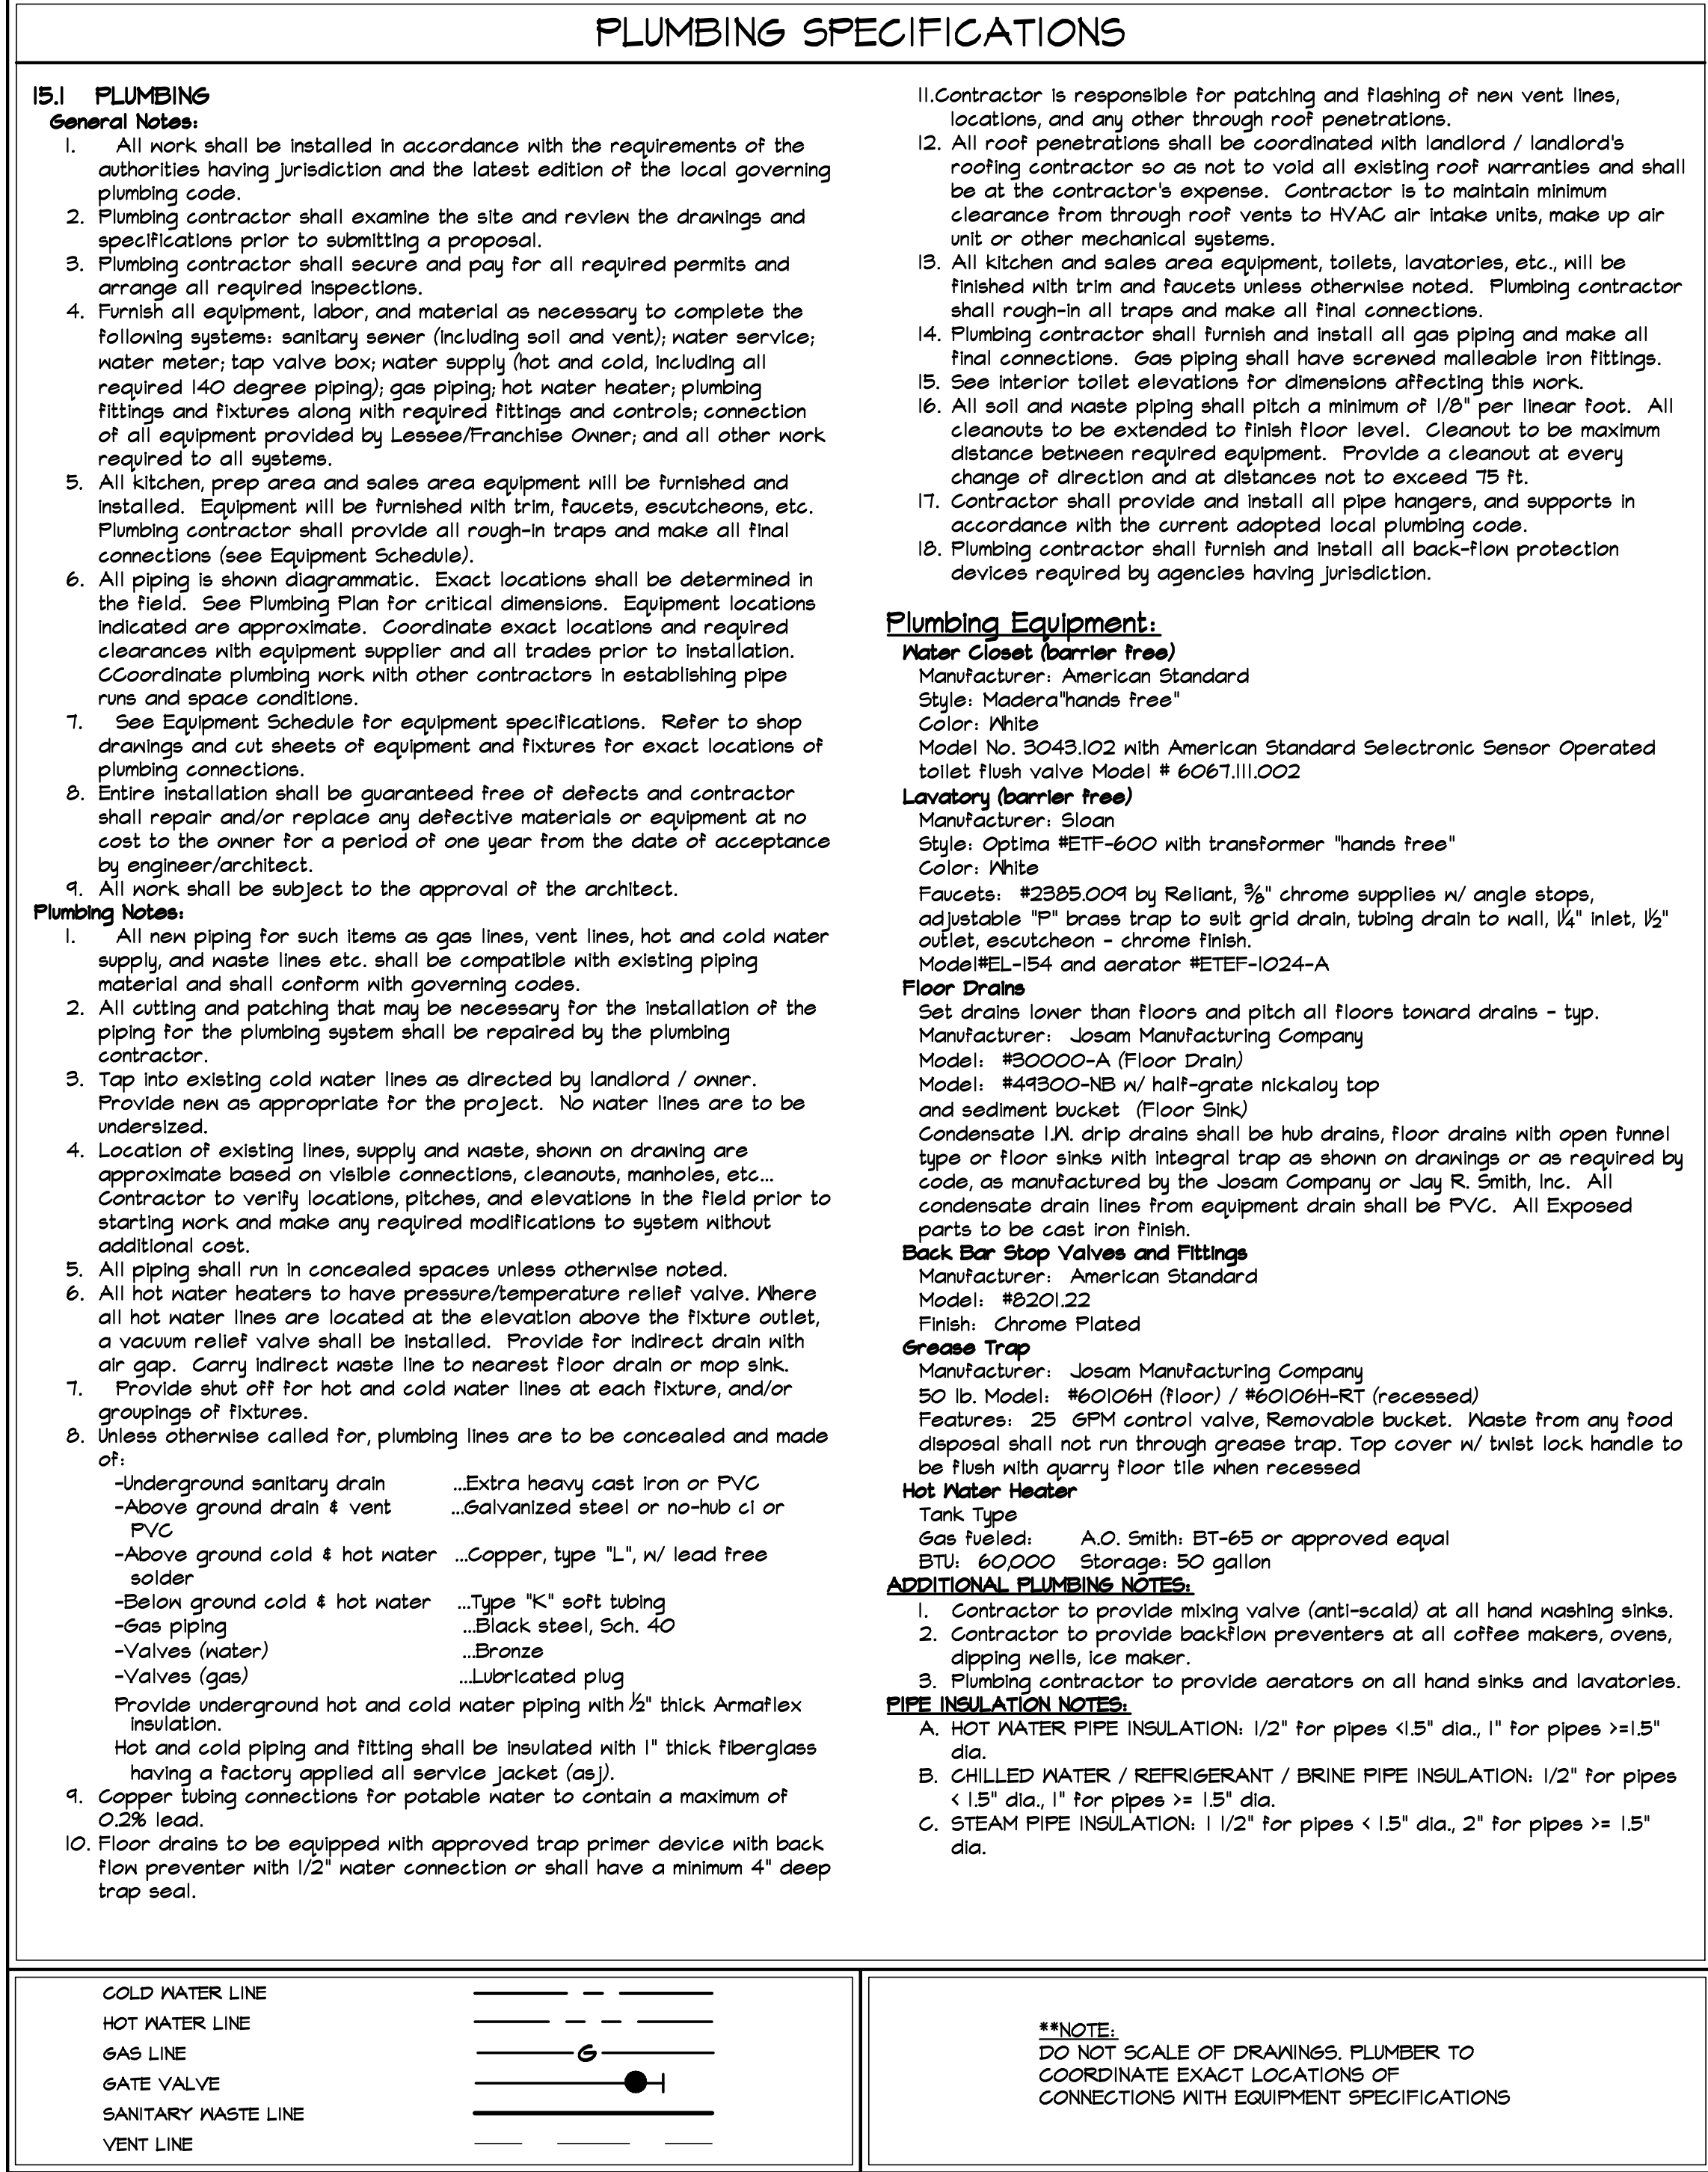 PLUMBING SPECIFICATIONS
15.1 PLUMBING
General Notes:
1. All work shall be installed in accordance with the requirements of the
authorities having jurisdiction and the latest edition of the local governing
plumbing code.
2. Plumbing contractor shall examine the site and review the drawings and
specifications prior to submitting a proposal.
3. Plumbing contractor shall secure and pay for all required permits and
arrange all required inspections.
4. Furnish all equipment, labor, and material as necessary to complete the
following systems: sanitary sewer (including soil and vent); water service;
water meter; tap valve box; water supply (hot and cold, including all
required 140 degree piping); gas piping; hot water heater; plumbing
fittings and fixtures along with required fittings and controls; connection
of all equipment provided by Lessee/Franchise Owner; and all other work
required to all systems.
5. All kitchen, prep area and sales area equipment will be furnished and
installed. Equipment will be furnished with trim, faucets, escutcheons, etc.
Plumbing contractor shall provide all rough-in traps and make all final
connections (see Equipment Schedule).
6. All piping is shown diagrammatic. Exact locations shall be determined in
the field. See Plumbing Plan for critical dimensions. Equipment locations
indicated are approximate. Coordinate exact locations and required
clearances with equipment supplier and all trades prior to installation.
CCoordinate plumbing work with other contractors in establishing pipe
runs and space conditions.
7. See Equipment Schedule for equipment specifications. Refer to shop
drawings and cut sheets of equipment and fixtures for exact locations of
plumbing connections.
8. Entire installation shall be guaranteed free of defects and contractor
shall repair and/or replace any defective materials or equipment at no
cost to the owner for a period of one year from the date of acceptance
by engineer/architect.
9. All work shall be subject to the approval of the architect.
Plumbing Notes:
1. All new piping for such items as gas lines, vent lines, hot and cold water
supply, and waste lines etc. shall be compatible with existing piping
material and shall conform with governing codes.
2. All cutting and patching that may be necessary for the installation of the
piping for the plumbing system shall be repaired by the plumbing
contractor.
3. Tap into existing cold water lines as directed by landlord / owner.
Provide new as appropriate for the project. No water lines are to be
undersized.
4. Location of existing lines, supply and waste, shown on drawing are
approximate based on visible connections, cleanouts, manholes, etc...
Contractor to verify locations, pitches, and elevations in the field prior to
starting work and make any required modifications to system without
additional cost.
5. All piping shall run in concealed spaces unless otherwise noted.
6. All hot water heaters to have pressure/temperature relief valve. Where
all hot water lines are located at the elevation above the fixture outlet,
a vacuum relief valve shall be installed. Provide for indirect drain with
air gap. Carry indirect waste line to nearest floor drain or mop sink.
7. Provide shut off for hot and cold water lines at each fixture, and/or
groupings of fixtures.
8. Unless otherwise called for, plumbing lines are to be concealed and made
of:
-Underground sanitary drain ...Extra heavy cast iron or PVC
-Above ground drain & vent ...Galvanized steel or no-hub ci or
PVC
-Above ground cold & hot water ...Copper, type "L", w/ lead free
solder
-Below ground cold & hot water ...Type "K" soft tubing
-Gas piping ...Black steel, Sch. 40
-Valves (water) ...Bronze
-Valves (gas) ...Lubricated plug
Provide underground hot and cold water piping with ½" thick Armaflex
insulation.
Hot and cold piping and fitting shall be insulated with 1" thick fiberglass
having a factory applied all service jacket (asj).
9. Copper tubing connections for potable water to contain a maximum of
0.2% lead.
10. Floor drains to be equipped with approved trap primer device with back
flow preventer with 1/2" water connection or shall have a minimum 4" deep
trap seal.
11.Contractor is responsible for patching and flashing of new vent lines,
locations, and any other through roof penetrations.
12. All roof penetrations shall be coordinated with landlord / landlord's
roofing contractor so as not to void all existing roof warranties and shall
be at the contractor's expense. Contractor is to maintain minimum
clearance from through roof vents to HVAC air intake units, make up air
unit or other mechanical systems.
13. All kitchen and sales area equipment, toilets, lavatories, etc., will be
finished with trim and faucets unless otherwise noted. Plumbing contractor
shall rough-in all traps and make all final connections.
14. Plumbing contractor shall furnish and install all gas piping and make all
final connections. Gas piping shall have screwed malleable iron fittings.
15. See interior toilet elevations for dimensions affecting this work.
16. All soil and waste piping shall pitch a minimum of 1/8" per linear foot. All
cleanouts to be extended to finish floor level. Cleanout to be maximum
distance between required equipment. Provide a cleanout at every
change of direction and at distances not to exceed 75 ft.
17. Contractor shall provide and install all pipe hangers, and supports in
accordance with the current adopted local plumbing code.
18. Plumbing contractor shall furnish and install all back-flow protection
devices required by agencies having jurisdiction.
Plumbing Equipment:
Water Closet (barrier free)
Manufacturer: American Standard
Style: Madera"hands free"
Color: White
Model No. 3043.102 with American Standard Selectronic Sensor Operated
toilet flush valve Model # 6067.111.002
Lavatory (barrier free)
Manufacturer: Sloan
Style: Optima #ETF-600 with transformer "hands free"
Color: White
Faucets: #2385.009 by Reliant, ⅜" chrome supplies w/ angle stops,
adjustable "P" brass trap to suit grid drain, tubing drain to wall, 1¼" inlet, 1½"
outlet, escutcheon - chrome finish.
Model#EL-154 and aerator #ETEF-1024-A
Floor Drains
Set drains lower than floors and pitch all floors toward drains - typ.
Manufacturer: Josam Manufacturing Company
Model: #30000-A (Floor Drain)
Model: #49300-NB w/ half-grate nickaloy top
and sediment bucket (Floor Sink)
Condensate I.W. drip drains shall be hub drains, floor drains with open funnel
type or floor sinks with integral trap as shown on drawings or as required by
code, as manufactured by the Josam Company or Jay R. Smith, Inc. All
condensate drain lines from equipment drain shall be PVC. All Exposed
parts to be cast iron finish.
Back Bar Stop Valves and Fittings
Manufacturer: American Standard
Model: #8201.22
Finish: Chrome Plated
Grease Trap
Manufacturer: Josam Manufacturing Company
50 lb. Model: #60106H (floor) / #60106H-RT (recessed)
Features: 25 GPM control valve, Removable bucket. Waste from any food
disposal shall not run through grease trap. Top cover w/ twist lock handle to
be flush with quarry floor tile when recessed
Hot Water Heater
Tank Type
Gas fueled: A.O. Smith: BT-65 or approved equal
BTU: 60,000 Storage: 50 gallon
ADDITIONAL PLUMBING NOTES:
1. Contractor to provide mixing valve (anti-scald) at all hand washing sinks.
2. Contractor to provide backflow preventers at all coffee makers, ovens,
dipping wells, ice maker.
3. Plumbing contractor to provide aerators on all hand sinks and lavatories.
PIPE INSULATION NOTES:
A. HOT WATER PIPE INSULATION: 1/2" for pipes <1.5" dia., 1" for pipes >=1.5"
dia.
B. CHILLED WATER / REFRIGERANT / BRINE PIPE INSULATION: 1/2" for pipes
< 1.5" dia., 1" for pipes >= 1.5" dia.
C. STEAM PIPE INSULATION: 1 1/2" for pipes < 1.5" dia., 2" for pipes >= 1.5"
dia.
COLD WATER LINE
HOT WATER LINE
GAS LINE G
GATE VALVE
SANITARY WASTE LINE
VENT LINE
**NOTE:
DO NOT SCALE OF DRAWINGS. PLUMBER TO
COORDINATE EXACT LOCATIONS OF
CONNECTIONS WITH EQUIPMENT SPECIFICATIONS